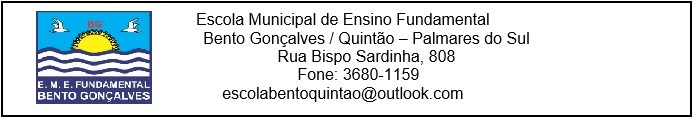 BG
E. M. E. FUNDAMENTAL
BENTO GONÇALVES
Escola Municipal de Ensino Fundamental
Bento Gonçalves / Quintão – Palmares do Sul
Rua Bispo Sardinha, 808
Fone: 3680-1159
escolabentoquintao@outlook.com